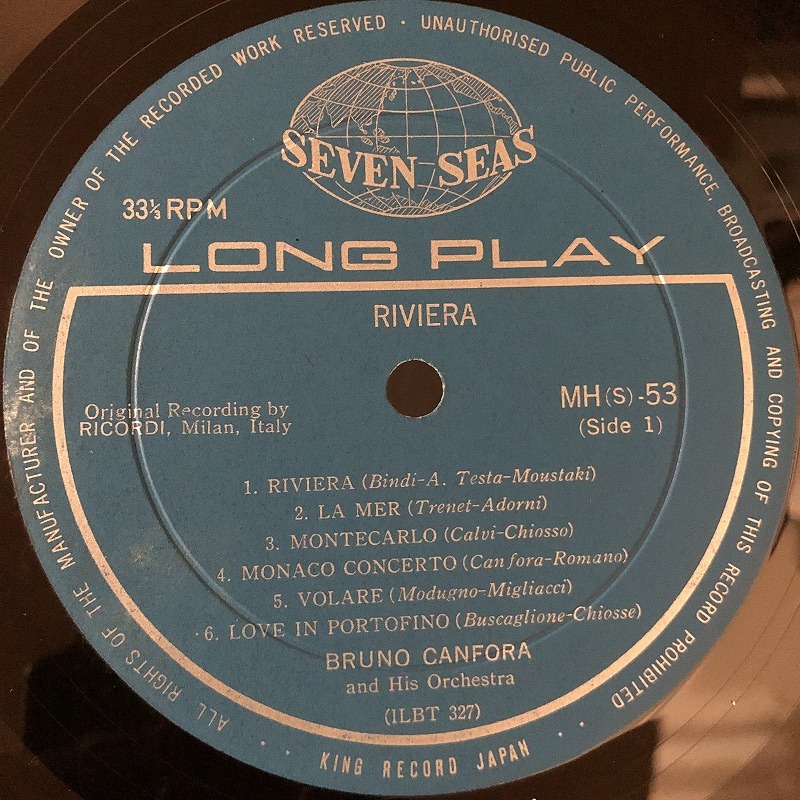 ALL RIGHTS OF THE MANUFACTURER AND OF THE OWNER OF THE RECORDED WORK RESERVED · UNAUTHORISED PUBLIC PERFORMANCE, BROADCASTING AND COPYING OF THIS RECORD PROHIBITED
SEVEN SEAS
33⅓ RPM
LONG PLAY
RIVIERA
Original Recording by
RICORDI, Milan, Italy
MH(S)-53
(Side 1)
1. RIVIERA (Bindi-A. Testa-Moustaki)
2. LA MER (Trenet-Adorni)
3. MONTECARLO (Calvi-Chiosso)
4. MONACO CONCERTO (Canfora-Romano)
5. VOLARE (Modugno-Migliacci)
6. LOVE IN PORTOFINO (Buscaglione-Chiosse)
BRUNO CANFORA
and His Orchestra
(ILBT 327)
KING RECORD JAPAN